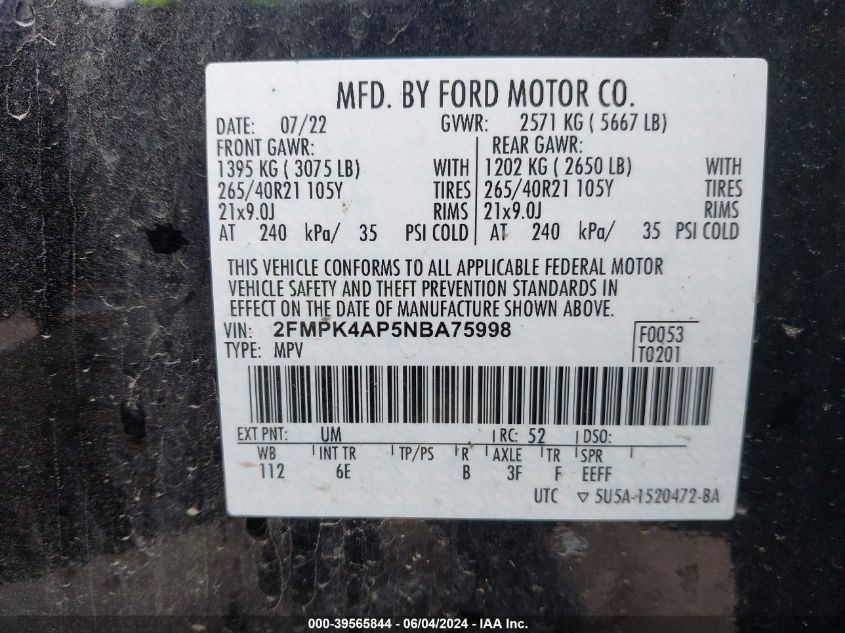 MFD. BY FORD MOTOR CO.
DATE: 07/22 GVWR: 2571 KG ( 5667 LB)
FRONT GAWR: REAR GAWR:
1395 KG ( 3075 LB) WITH 1202 KG ( 2650 LB) WITH
265/40R21 105Y TIRES 265/40R21 105Y TIRES
21x9.0J RIMS 21x9.0J RIMS
AT 240 kPa/ 35 PSI COLD AT 240 kPa/ 35 PSI COLD
THIS VEHICLE CONFORMS TO ALL APPLICABLE FEDERAL MOTOR
VEHICLE SAFETY AND THEFT PREVENTION STANDARDS IN
EFFECT ON THE DATE OF MANUFACTURE SHOWN ABOVE.
VIN: 2FMPK4AP5NBA75998 F0053
TYPE: MPV T0201
EXT PNT: UM RC: 52 DSO:
WB INT TR TP/PS R AXLE TR SPR
112 6E B 3F F EEFF
UTC ▽ 5U5A-1520472-BA
000-39565844 - 06/04/2024 - IAA Inc.